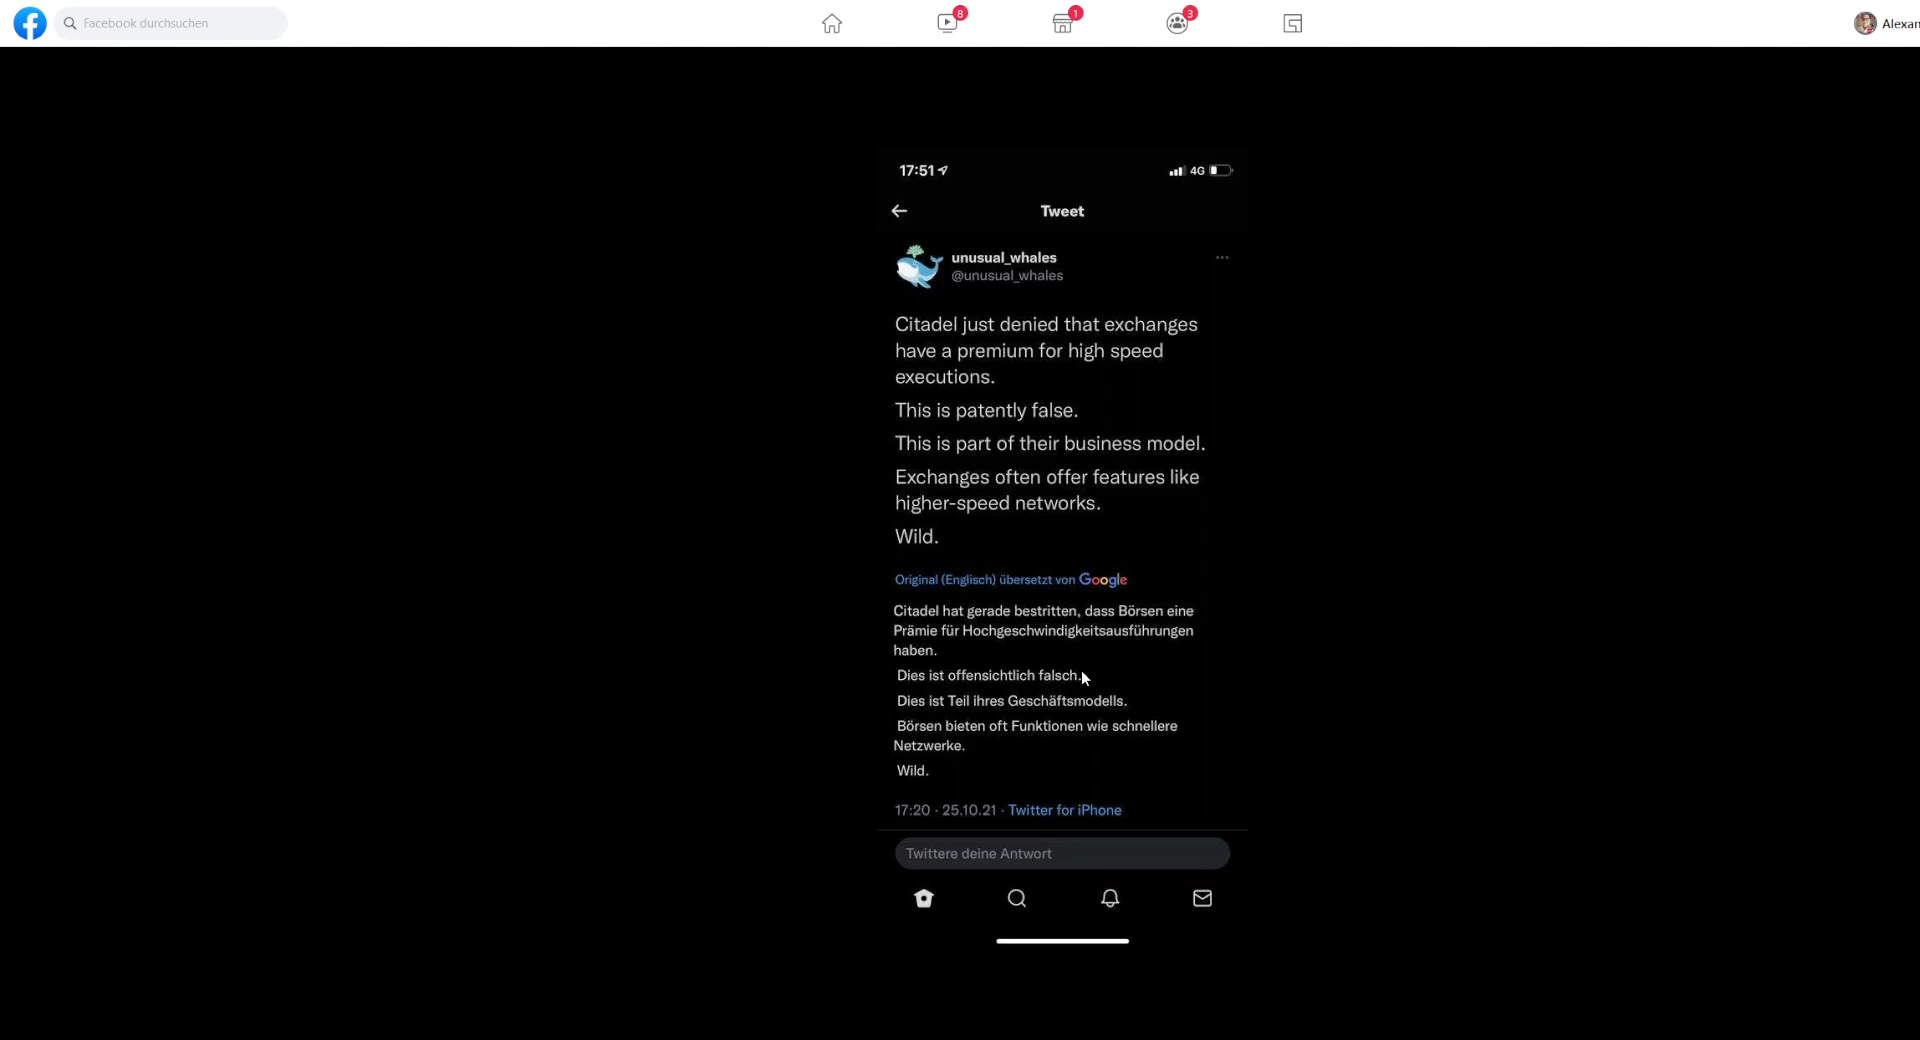 Facebook durchsuchen
8
1
3
Alexan
17:51
4G
Tweet
unusual_whales
@unusual_whales
Citadel just denied that exchanges
have a premium for high speed
executions.
This is patently false.
This is part of their business model.
Exchanges often offer features like
higher-speed networks.
Wild.
Original (Englisch) übersetzt von Google
Citadel hat gerade bestritten, dass Börsen eine
Prämie für Hochgeschwindigkeitsausführungen
haben.
Dies ist offensichtlich falsch.
Dies ist Teil ihres Geschäftsmodells.
Börsen bieten oft Funktionen wie schnellere
Netzwerke.
Wild.
17:20 · 25.10.21 · Twitter for iPhone
Twittere deine Antwort